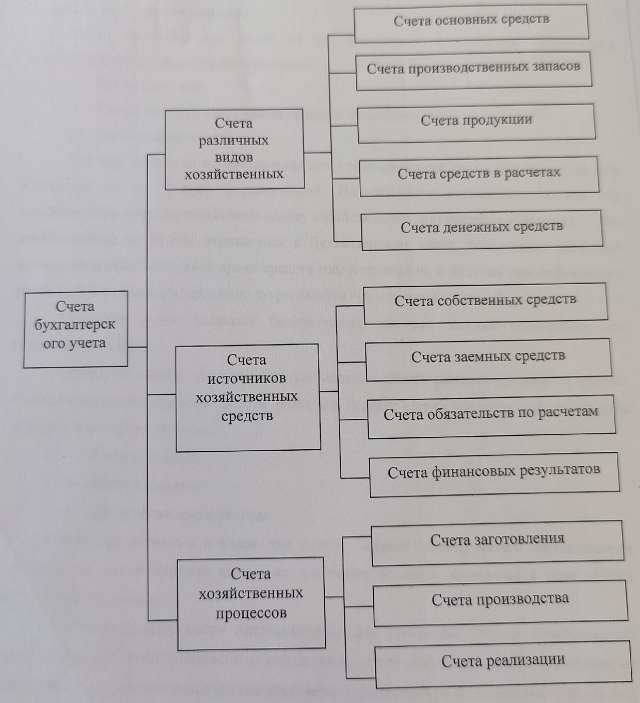 Счета
бухгалтерск
ого учета
Счета
различных
видов
хозяйственных
Счета основных средств
Счета производственных запасов
Счета продукции
Счета средств в расчетах
Счета денежных средств
Счета
источников
хозяйственных
средств
Счета собственных средств
Счета заемных средств
Счета обязательств по расчетам
Счета финансовых результатов
Счета
хозяйственных
процессов
Счета заготовления
Счета производства
Счета реализации